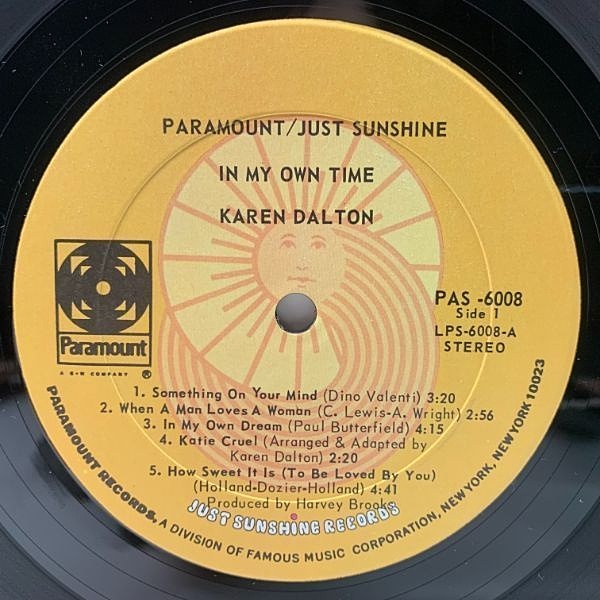 PARAMOUNT/JUST SUNSHINE
IN MY OWN TIME
KAREN DALTON
Paramount
A G+W COMPANY ®
PAS -6008
Side 1
LPS-6008-A
STEREO
1. Something On Your Mind (Dino Valenti) 3:20
2. When A Man Loves A Woman (C. Lewis-A. Wright) 2:56
3. In My Own Dream (Paul Butterfield) 4:15
4. Katie Cruel (Arranged & Adapted by
Karen Dalton) 2:20
5. How Sweet It Is (To Be Loved By You)
(Holland-Dozier-Holland) 4:41
Produced by Harvey Brooks
JUST SUNSHINE RECORDS
PARAMOUNT RECORDS, A DIVISION OF FAMOUS MUSIC CORPORATION, NEW YORK, NEW YORK 10023